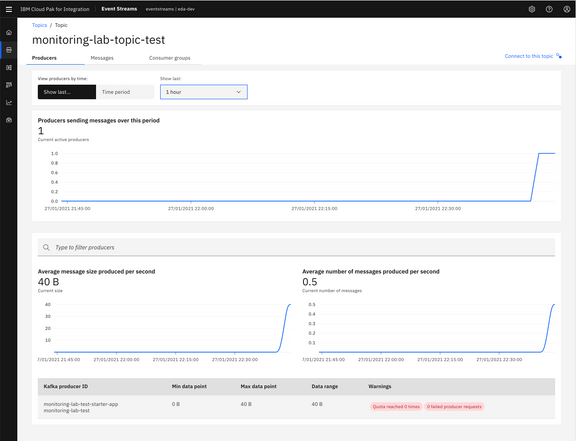 IBM Cloud Pak for Integration
Event Streams
eventstreams | eda-dev
Topics / Topic
monitoring-lab-topic-test
Producers
Messages
Consumer groups
Connect to this topic
View producers by time:
Show last...
Time period
Show last:
1 hour
Producers sending messages over this period
1
Current active producers
1.0
0.8
0.6
0.4
0.2
0.0
27/01/2021 21:45:00
27/01/2021 22:00:00
27/01/2021 22:15:00
27/01/2021 22:30:00
Type to filter producers
Average message size produced per second
40 B
Current size
40
30
20
10
7/01/2021 21:45:00
27/01/2021 22:00:00
27/01/2021 22:15:00
27/01/2021 22:30:00
Average number of messages produced per second
0.5
Current number of messages
0.5
0.4
0.3
0.2
0.1
7/01/2021 21:45:00
27/01/2021 22:00:00
27/01/2021 22:15:00
27/01/2021 22:30:00
Kafka producer ID
Min data point
Max data point
Data range
Warnings
monitoring-lab-test-starter-app
monitoring-lab-test
0 B
40 B
40 B
Quota reached 0 times
0 failed producer requests